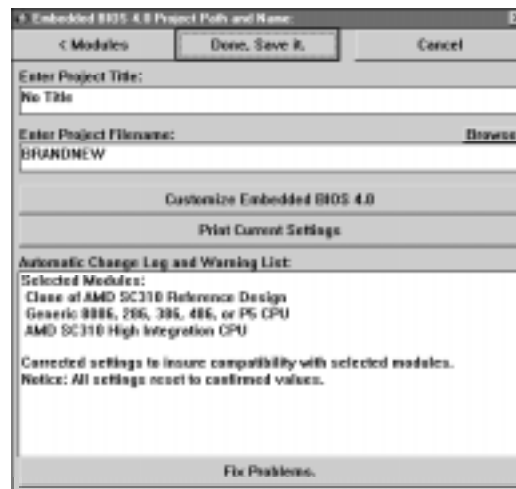 Embedded BIOS 4.0 Project Path and Name:
< Modules
Done, Save it.
Cancel
Enter Project Title:
No Title
Enter Project Filename:
Browse
BRANDNEW
Customize Embedded BIOS 4.0
Print Current Settings
Automatic Change Log and Warning List:
Selected Modules:
Clone of AMD SC310 Reference Design
Generic 8086, 286, 386, 486, or P5 CPU
AMD SC310 High Integration CPU
Corrected settings to insure compatibility with selected modules.
Notice: All settings reset to confirmed values.
Fix Problems.